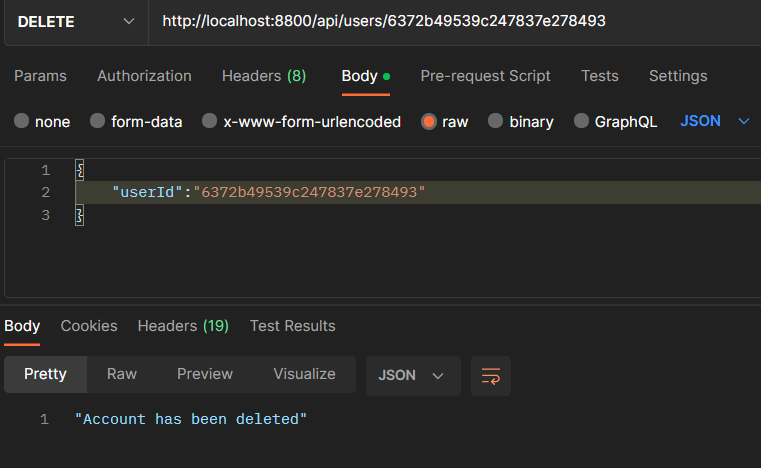 DELETE http://localhost:8800/api/users/6372b49539c247837e278493
Params Authorization Headers (8) Body Pre-request Script Tests Settings
none form-data x-www-form-urlencoded raw binary GraphQL JSON
1 {
2 "userId":"6372b49539c247837e278493"
3 }
Body Cookies Headers (19) Test Results
Pretty Raw Preview Visualize JSON
1 "Account has been deleted"